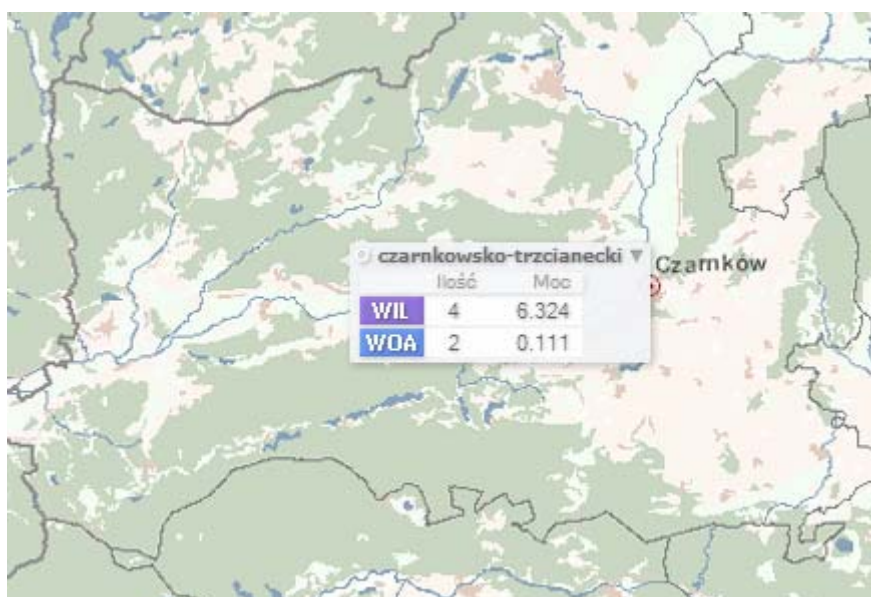 czarnkowsko-trzcianecki ▼
Ilość Moc
WIL 4 6.324
WOA 2 0.111
Czarnków